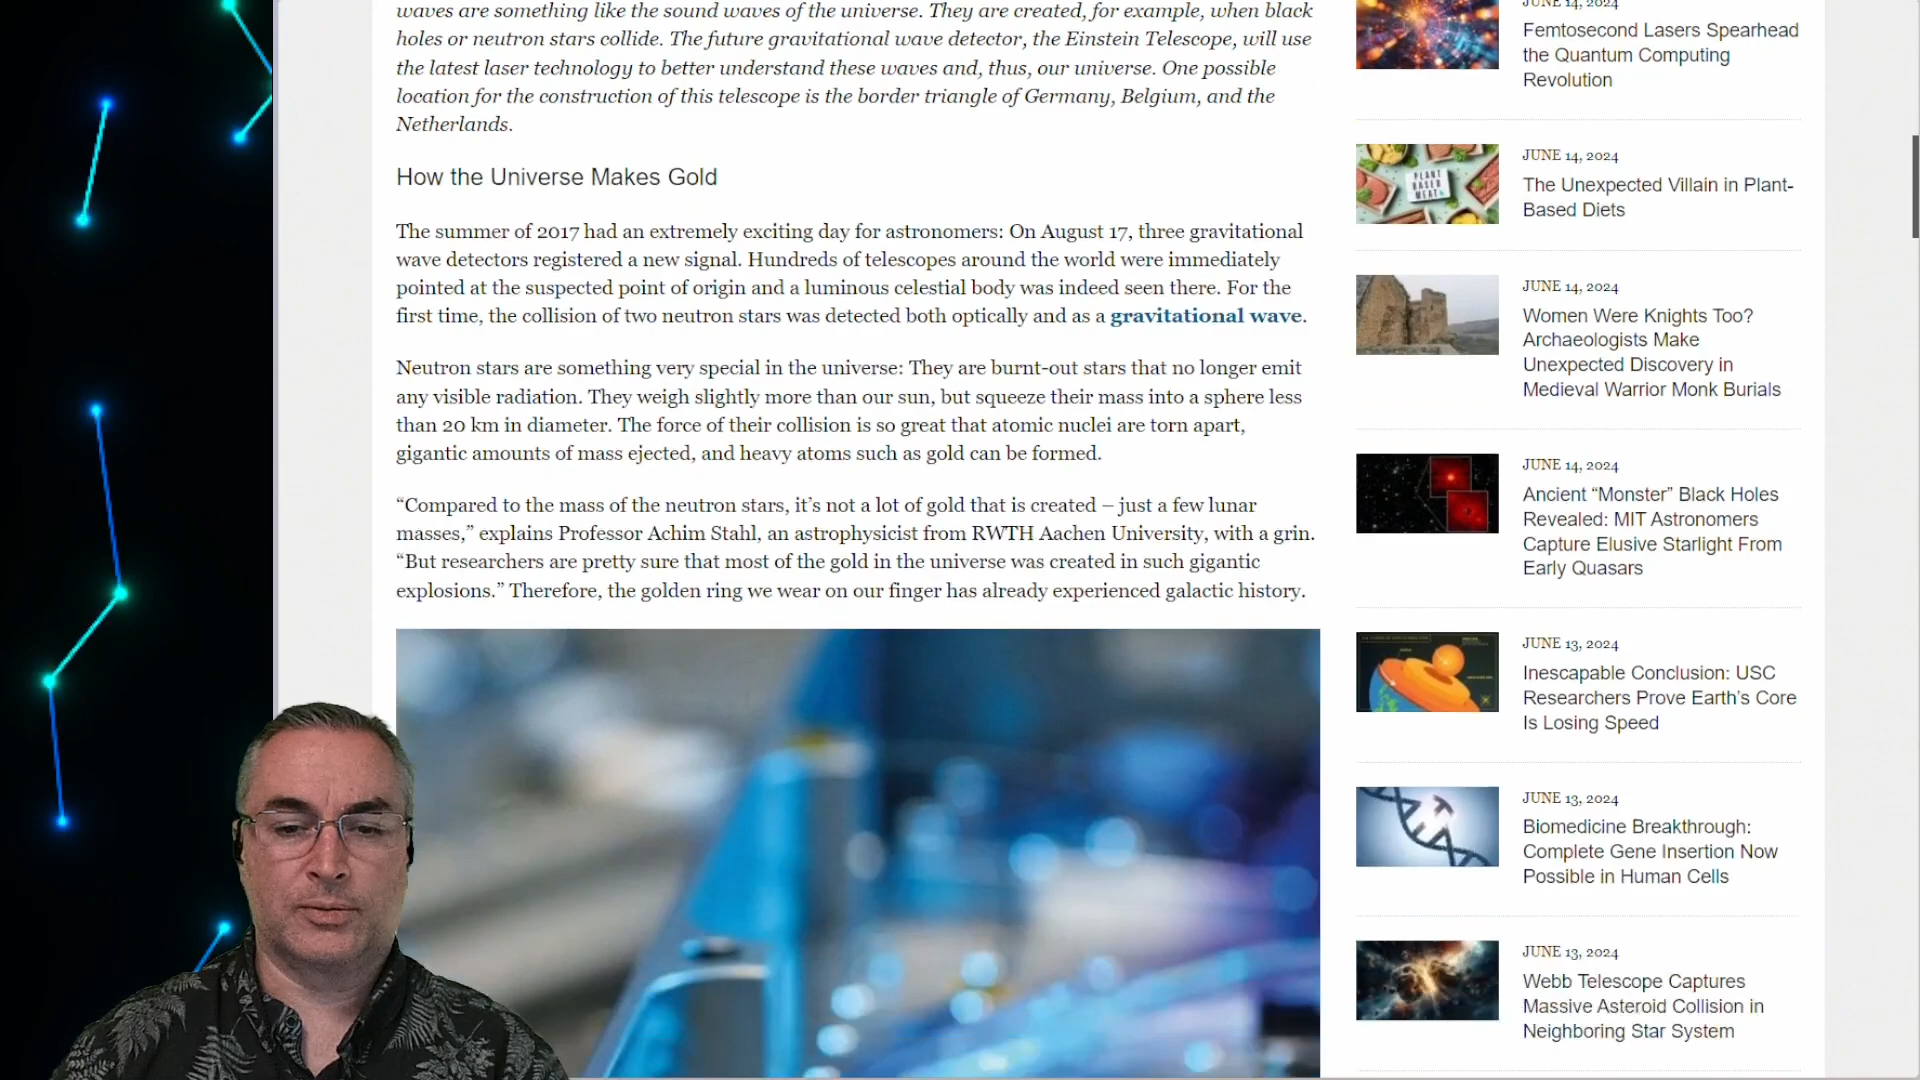 waves are something like the sound waves of the universe. They are created, for example, when black
holes or neutron stars collide. The future gravitational wave detector, the Einstein Telescope, will use
the latest laser technology to better understand these waves and, thus, our universe. One possible
location for the construction of this telescope is the border triangle of Germany, Belgium, and the
Netherlands.
How the Universe Makes Gold
The summer of 2017 had an extremely exciting day for astronomers: On August 17, three gravitational
wave detectors registered a new signal. Hundreds of telescopes around the world were immediately
pointed at the suspected point of origin and a luminous celestial body was indeed seen there. For the
first time, the collision of two neutron stars was detected both optically and as a gravitational wave.
Neutron stars are something very special in the universe: They are burnt-out stars that no longer emit
any visible radiation. They weigh slightly more than our sun, but squeeze their mass into a sphere less
than 20 km in diameter. The force of their collision is so great that atomic nuclei are torn apart,
gigantic amounts of mass ejected, and heavy atoms such as gold can be formed.
“Compared to the mass of the neutron stars, it’s not a lot of gold that is created – just a few lunar
masses,” explains Professor Achim Stahl, an astrophysicist from RWTH Aachen University, with a grin.
“But researchers are pretty sure that most of the gold in the universe was created in such gigantic
explosions.” Therefore, the golden ring we wear on our finger has already experienced galactic history.
JUNE 14, 2024
Femtosecond Lasers Spearhead
the Quantum Computing
Revolution
PLANT
BASED
MEAT
JUNE 14, 2024
The Unexpected Villain in Plant-
Based Diets
JUNE 14, 2024
Women Were Knights Too?
Archaeologists Make
Unexpected Discovery in
Medieval Warrior Monk Burials
JUNE 14, 2024
Ancient “Monster” Black Holes
Revealed: MIT Astronomers
Capture Elusive Starlight From
Early Quasars
JUNE 13, 2024
Inescapable Conclusion: USC
Researchers Prove Earth’s Core
Is Losing Speed
JUNE 13, 2024
Biomedicine Breakthrough:
Complete Gene Insertion Now
Possible in Human Cells
JUNE 13, 2024
Webb Telescope Captures
Massive Asteroid Collision in
Neighboring Star System